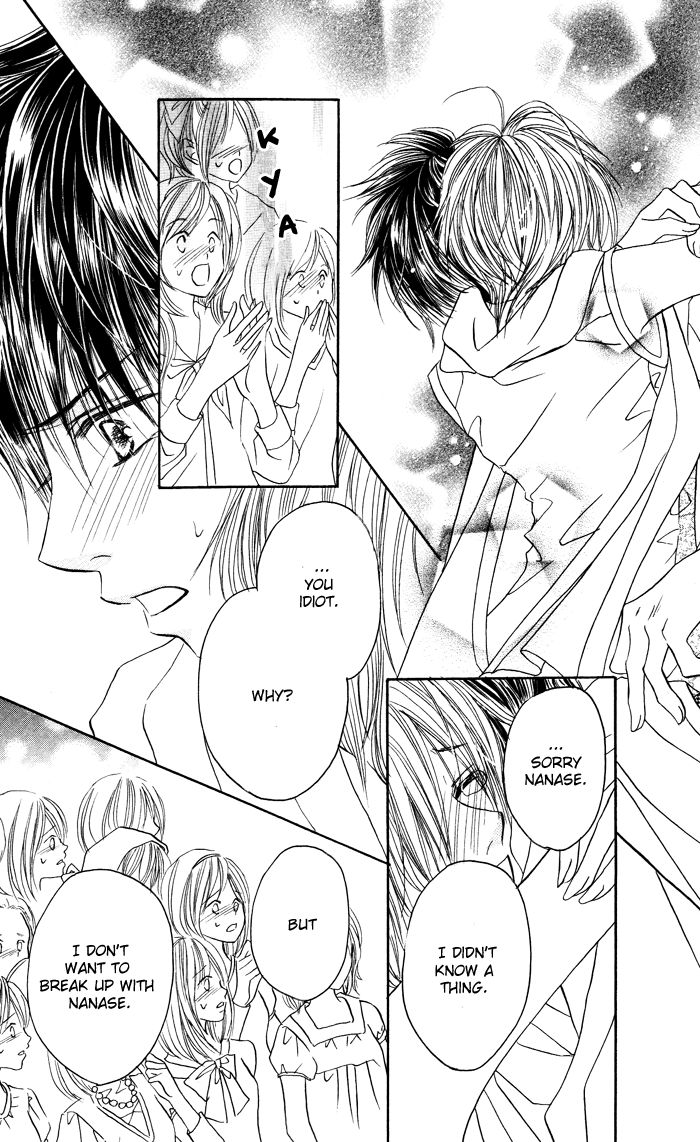 K
Y
A
...
YOU
IDIOT.
WHY?
...
SORRY
NANASE.
I DIDN'T
KNOW A
THING.
BUT
I DON'T
WANT TO
BREAK UP WITH
NANASE.